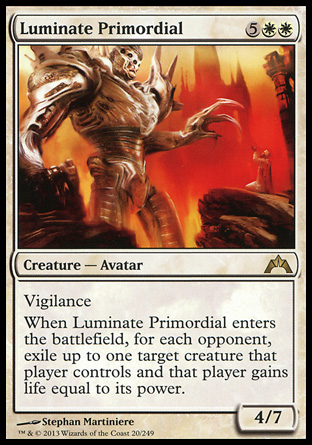 Luminate Primordial 5
Creature — Avatar
Vigilance
When Luminate Primordial enters
the battlefield, for each opponent,
exile up to one target creature that
player controls and that player gains
life equal to its power.
Stephan Martiniere
™ & © 2013 Wizards of the Coast 20/249
4/7